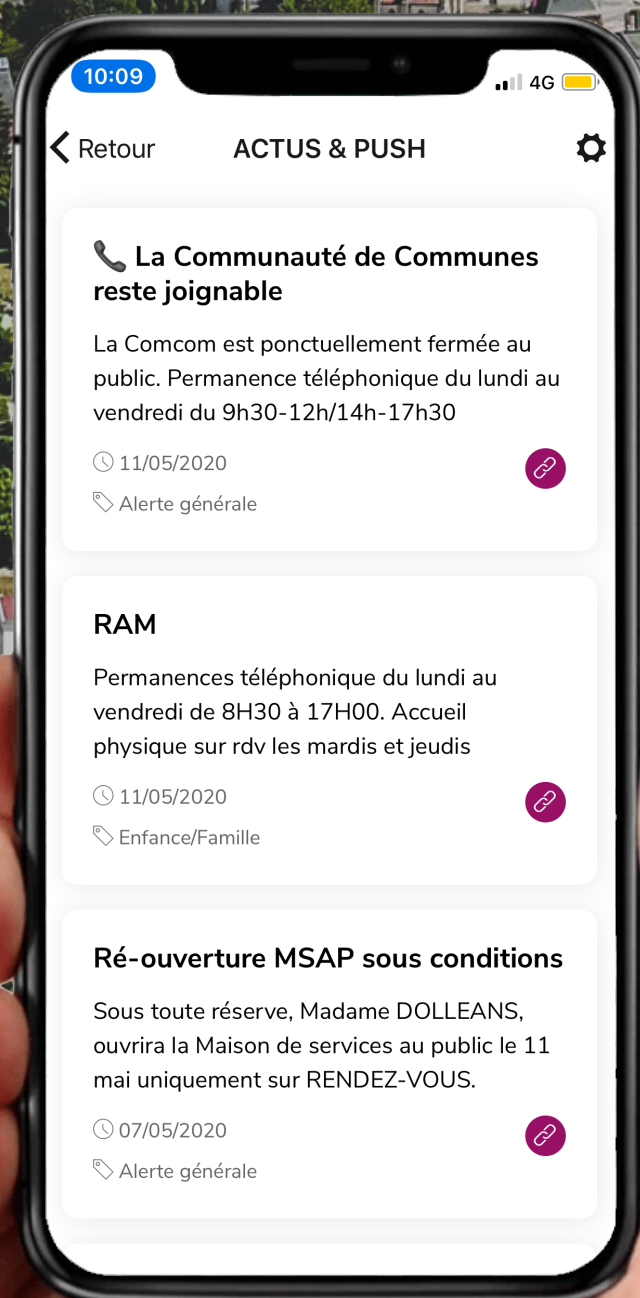 10:09
4G
Retour
ACTUS & PUSH
📞 La Communauté de Communes
reste joignable
La Comcom est ponctuellement fermée au
public. Permanence téléphonique du lundi au
vendredi du 9h30-12h/14h-17h30
11/05/2020
Alerte générale
RAM
Permanences téléphonique du lundi au
vendredi de 8H30 à 17H00. Accueil
physique sur rdv les mardis et jeudis
11/05/2020
Enfance/Famille
Ré-ouverture MSAP sous conditions
Sous toute réserve, Madame DOLLEANS,
ouvrira la Maison de services au public le 11
mai uniquement sur RENDEZ-VOUS.
07/05/2020
Alerte générale